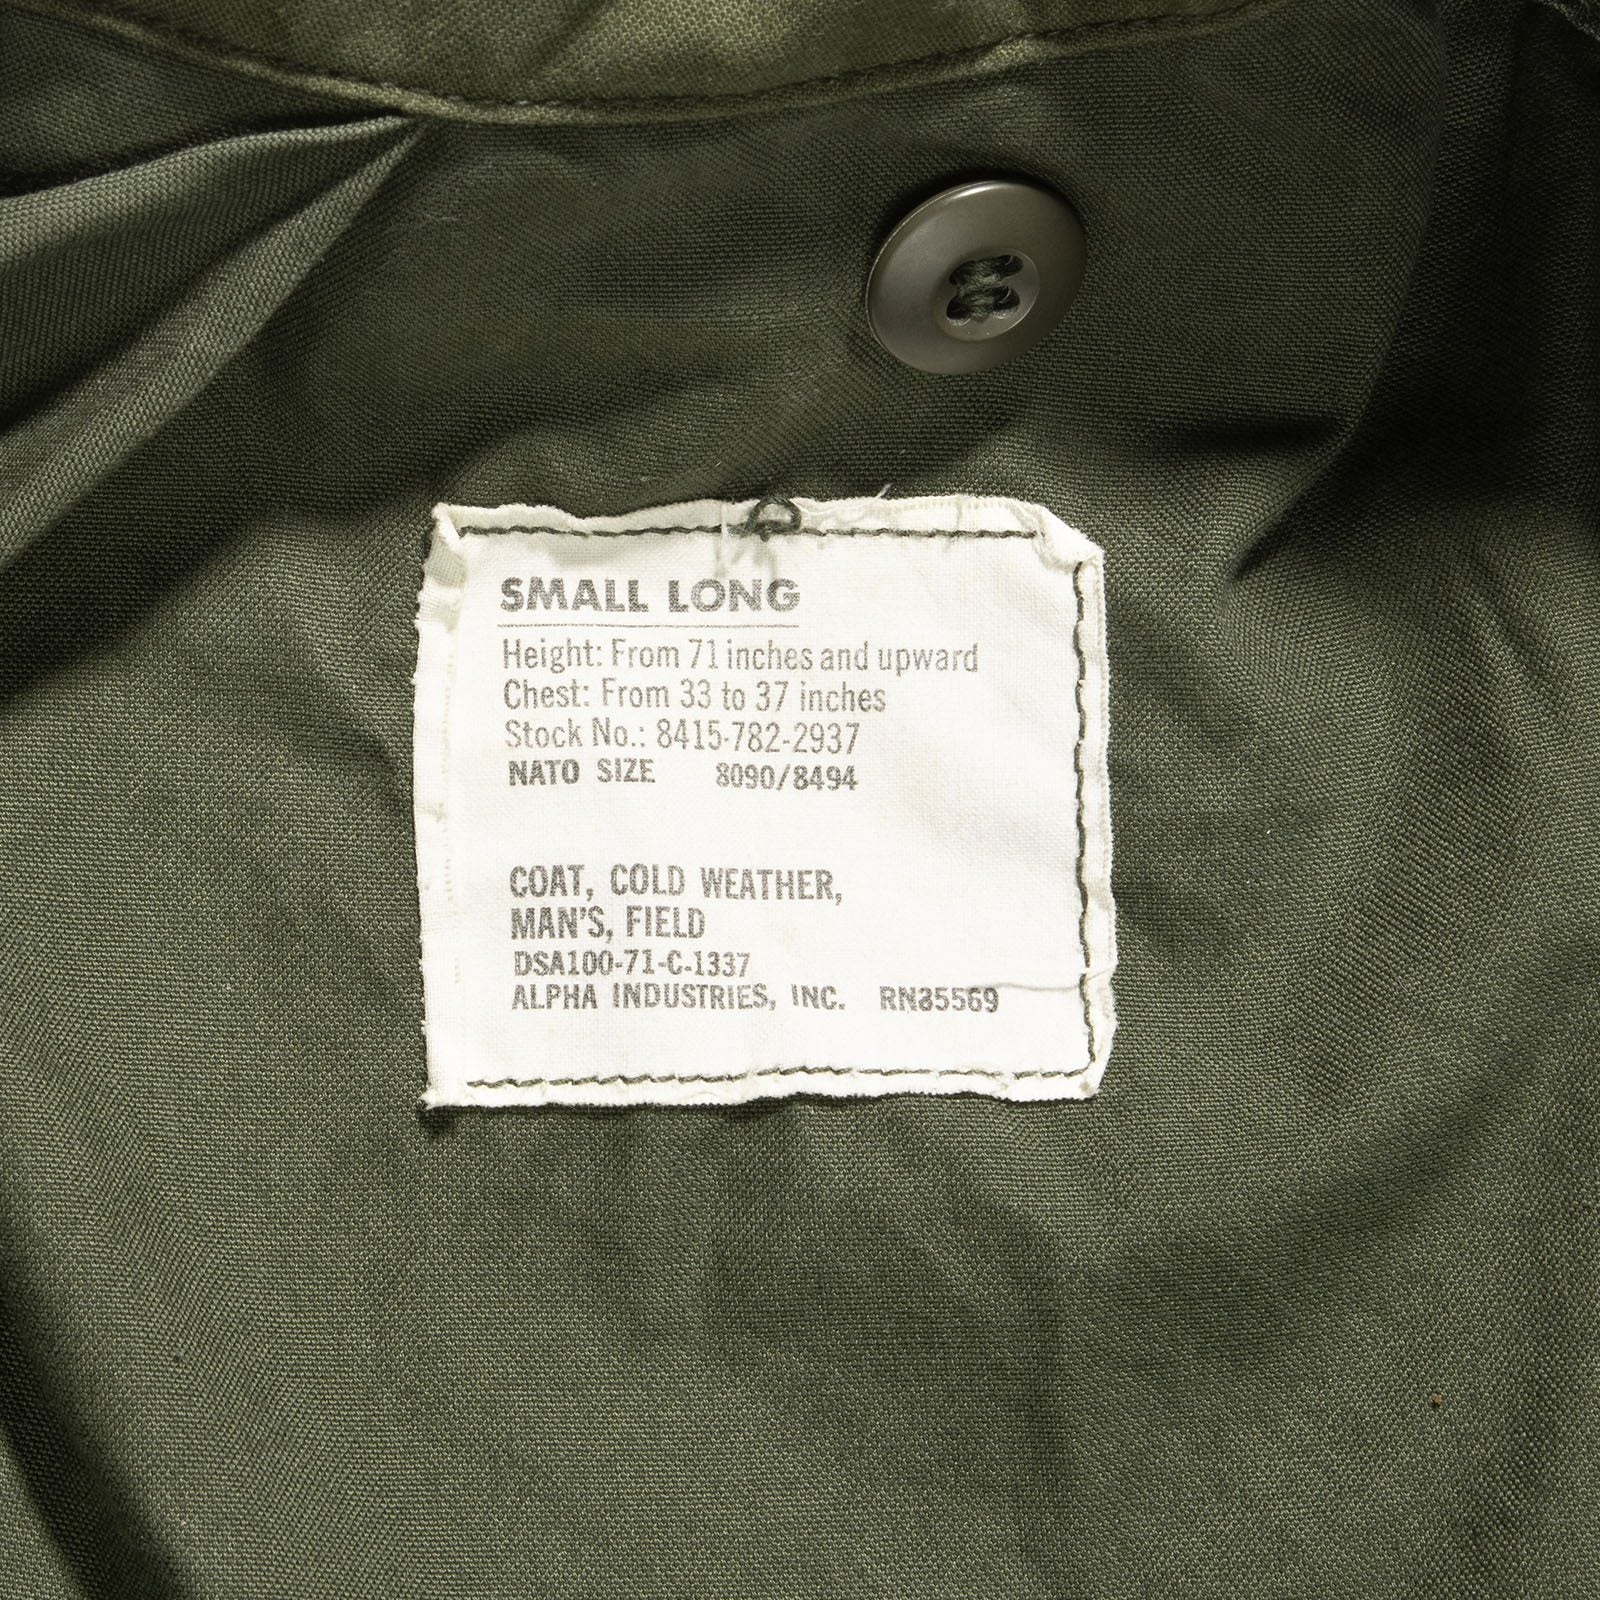 SMALL LONG
Height: From 71 inches and upward
Chest: From 33 to 37 inches
Stock No.: 8415-782-2937
NATO SIZE 8090/8494
COAT, COLD WEATHER,
MAN'S, FIELD
DSA100-71-C-1337
ALPHA INDUSTRIES, INC. RN35569